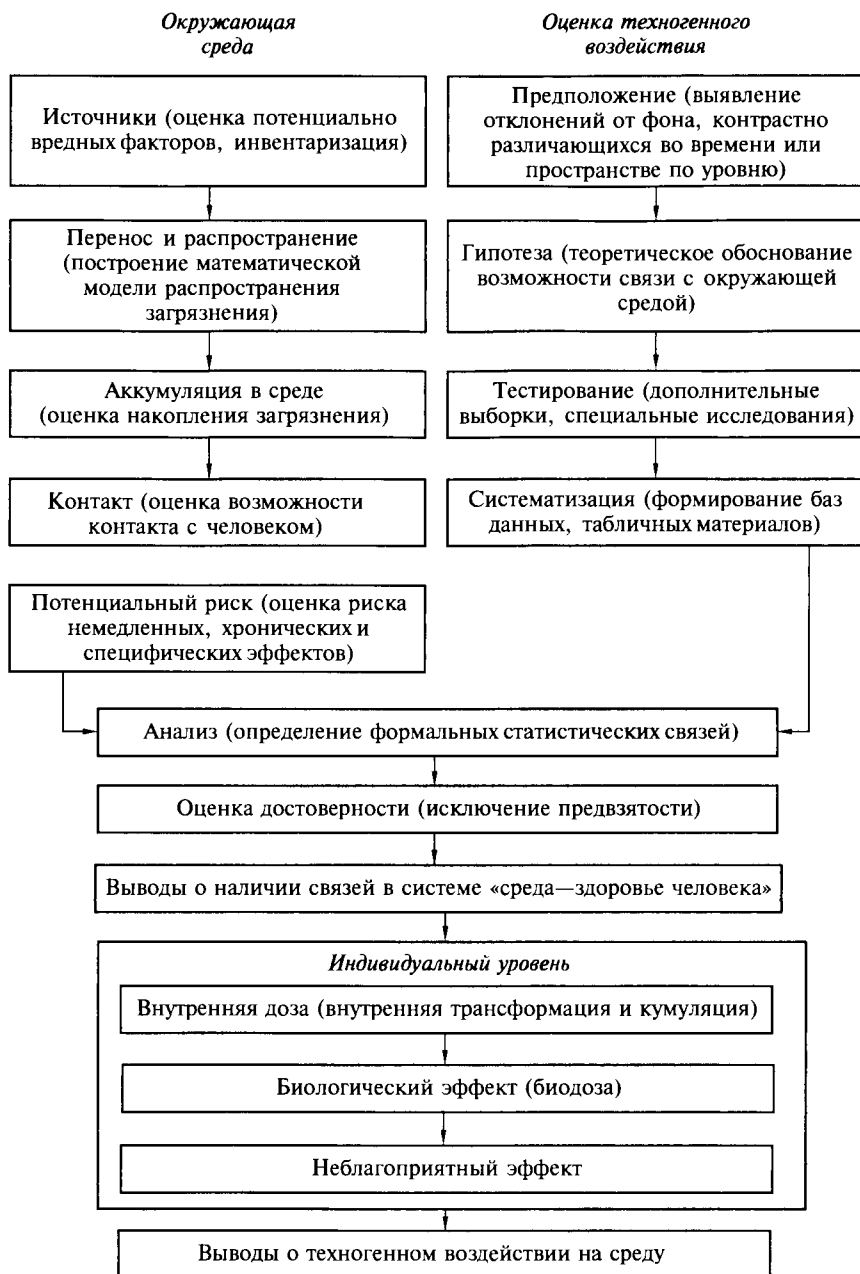 Окружающая
среда
Источники (оценка потенциально
вредных факторов, инвентаризация)
Перенос и распространение
(построение математической
модели распространения
загрязнения)
Аккумуляция в среде
(оценка накопления загрязнения)
Контакт (оценка возможности
контакта с человеком)
Потенциальный риск (оценка риска
немедленных, хронических и
специфических эффектов)
Оценка техногенного
воздействия
Предположение (выявление
отклонений от фона, контрастно
различающихся во времени или
пространстве по уровню)
Гипотеза (теоретическое обоснование
возможности связи с окружающей
средой)
Тестирование (дополнительные
выборки, специальные исследования)
Систематизация (формирование баз
данных, табличных материалов)
Анализ (определение формальных статистических связей)
Оценка достоверности (исключение предвзятости)
Выводы о наличии связей в системе «среда—здоровье человека»
Индивидуальный уровень
Внутренняя доза (внутренняя трансформация и кумуляция)
Биологический эффект (биодоза)
Неблагоприятный эффект
Выводы о техногенном воздействии на среду